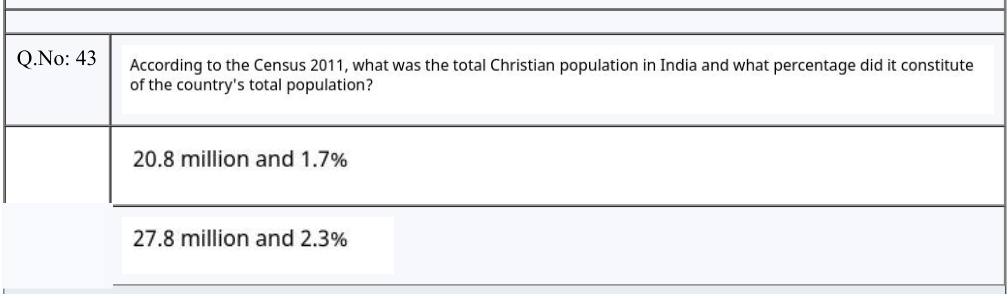 Q.No: 43
According to the Census 2011, what was the total Christian population in India and what percentage did it constitute
of the country's total population?
20.8 million and 1.7%
27.8 million and 2.3%